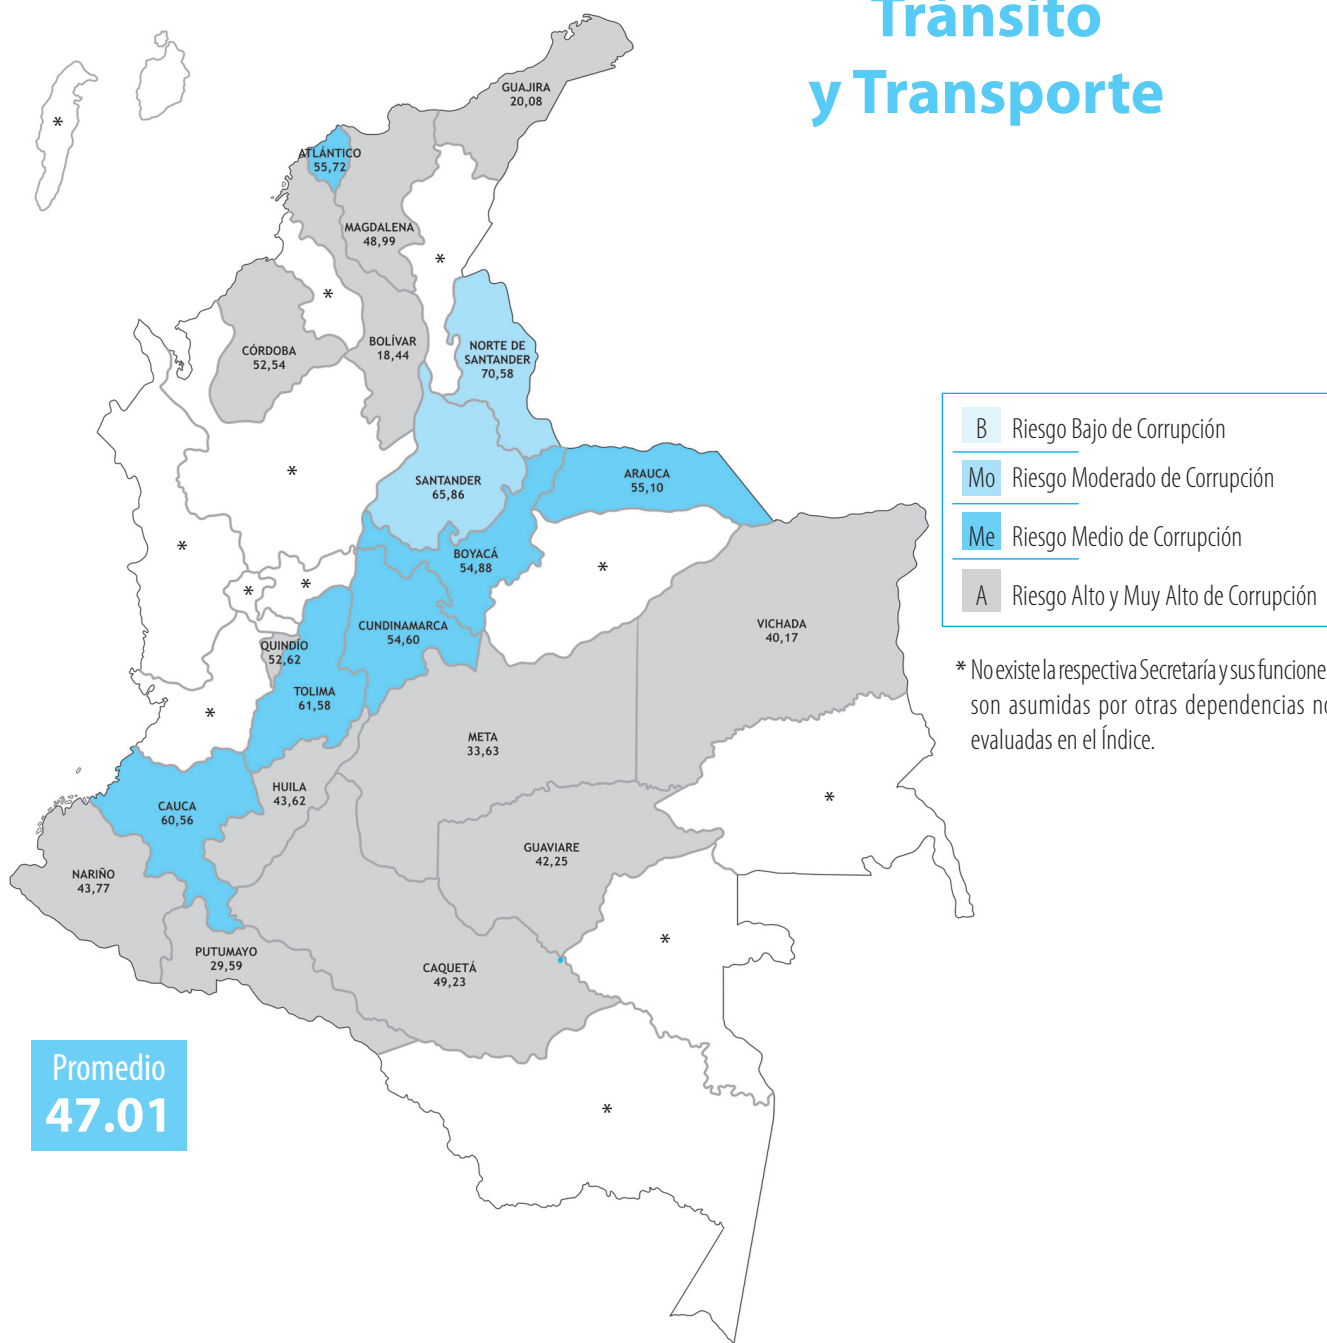 Tránsito
y Transporte
GUAJIRA
20,08
*
ATLÁNTICO
55,72
MAGDALENA
48,99
*
*
CÓRDOBA
52,54
BOLÍVAR
18,44
NORTE DE
SANTANDER
70,58
*
SANTANDER
65,86
ARAUCA
55,10
*
BOYACÁ
54,88
*
*
*
CUNDINAMARCA
54,60
VICHADA
40,17
QUINDÍO
52,62
TOLIMA
61,58
*
META
33,63
HUILA
43,62
CAUCA
60,56
*
GUAVIARE
42,25
NARIÑO
43,77
*
PUTUMAYO
29,59
CAQUETÁ
49,23
*
B Riesgo Bajo de Corrupción
Mo Riesgo Moderado de Corrupción
Me Riesgo Medio de Corrupción
A Riesgo Alto y Muy Alto de Corrupción
* No existe la respectiva Secretaría y sus funcione
son asumidas por otras dependencias no
evaluadas en el Índice.
Promedio
47.01